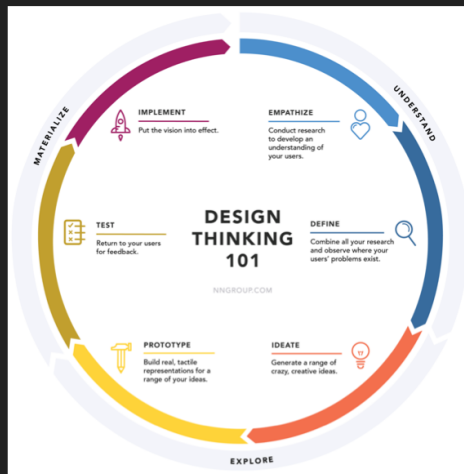 DESIGN
THINKING
101
NNGROUP.COM
UNDERSTAND
EMPATHIZE
Conduct research
to develop an
understanding of
your users.
DEFINE
Combine all your research
and observe where your
users' problems exist.
EXPLORE
IDEATE
Generate a range of
crazy, creative ideas.
PROTOTYPE
Build real, tactile
representations for a
range of your ideas.
MATERIALIZE
TEST
Return to your users
for feedback.
IMPLEMENT
Put the vision into effect.